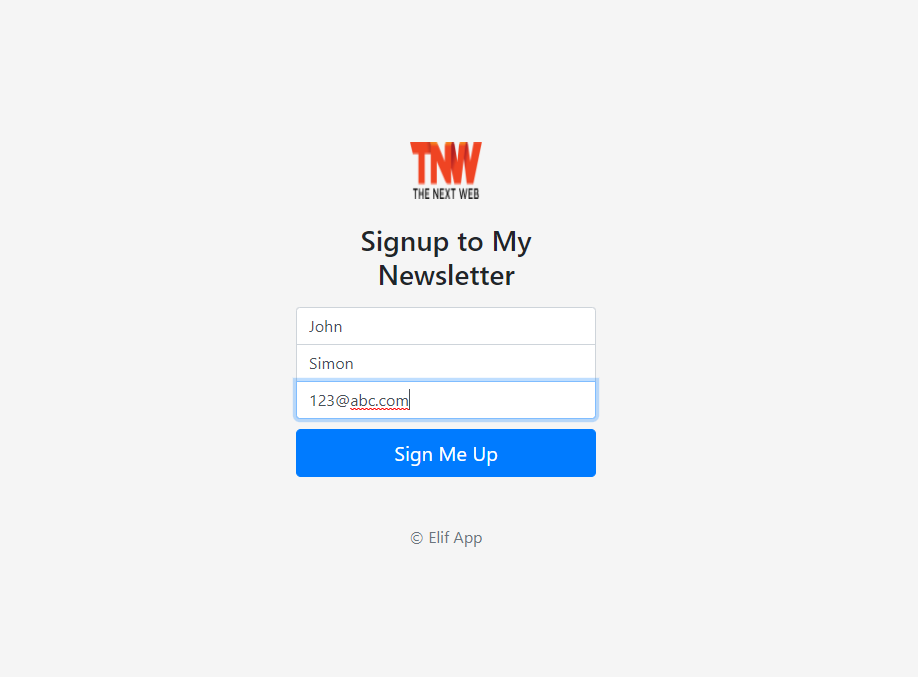 TNW
THE NEXT WEB
Signup to My
Newsletter
John
Simon
123@abc.com
Sign Me Up
© Elif App